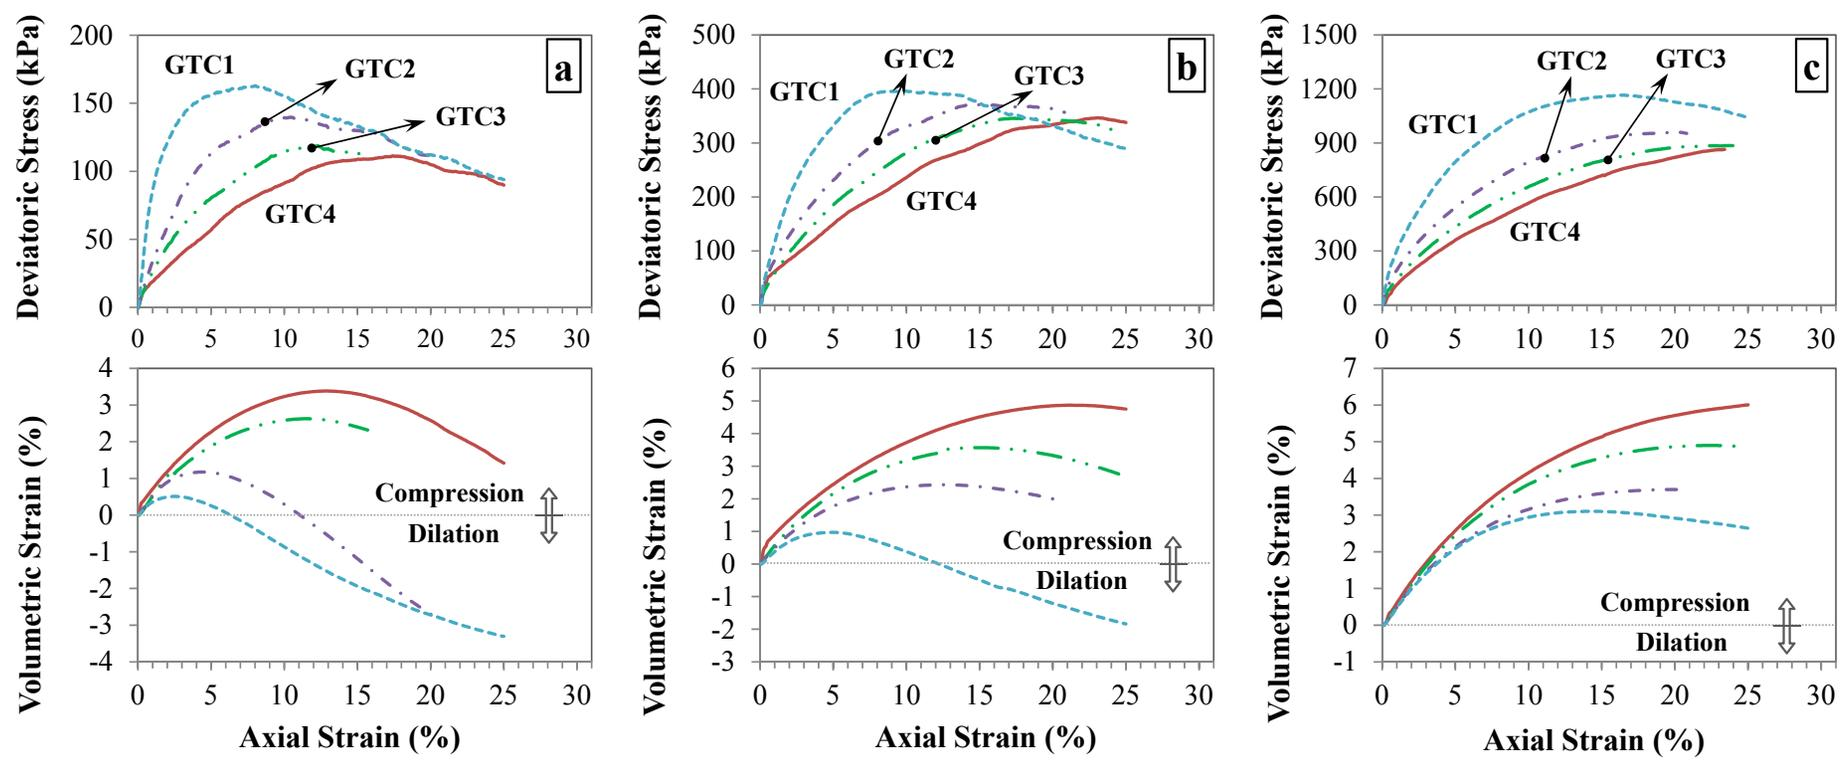 Deviatoric Stress (kPa)
200
150
100
50
0
GTC1
GTC2
GTC3
GTC4
a
0 5 10 15 20 25 30
Deviatoric Stress (kPa)
500
400
300
200
100
0
GTC1
GTC2
GTC3
GTC4
b
0 5 10 15 20 25 30
Deviatoric Stress (kPa)
1500
1200
900
600
300
0
GTC1
GTC2
GTC3
GTC4
c
0 5 10 15 20 25 30
Volumetric Strain (%)
4
3
2
1
0
-1
-2
-3
-4
Compression
Dilation
0 5 10 15 20 25 30
Axial Strain (%)
Volumetric Strain (%)
6
5
4
3
2
1
0
-1
-2
-3
Compression
Dilation
0 5 10 15 20 25 30
Axial Strain (%)
Volumetric Strain (%)
7
6
5
4
3
2
1
0
-1
Compression
Dilation
0 5 10 15 20 25 30
Axial Strain (%)